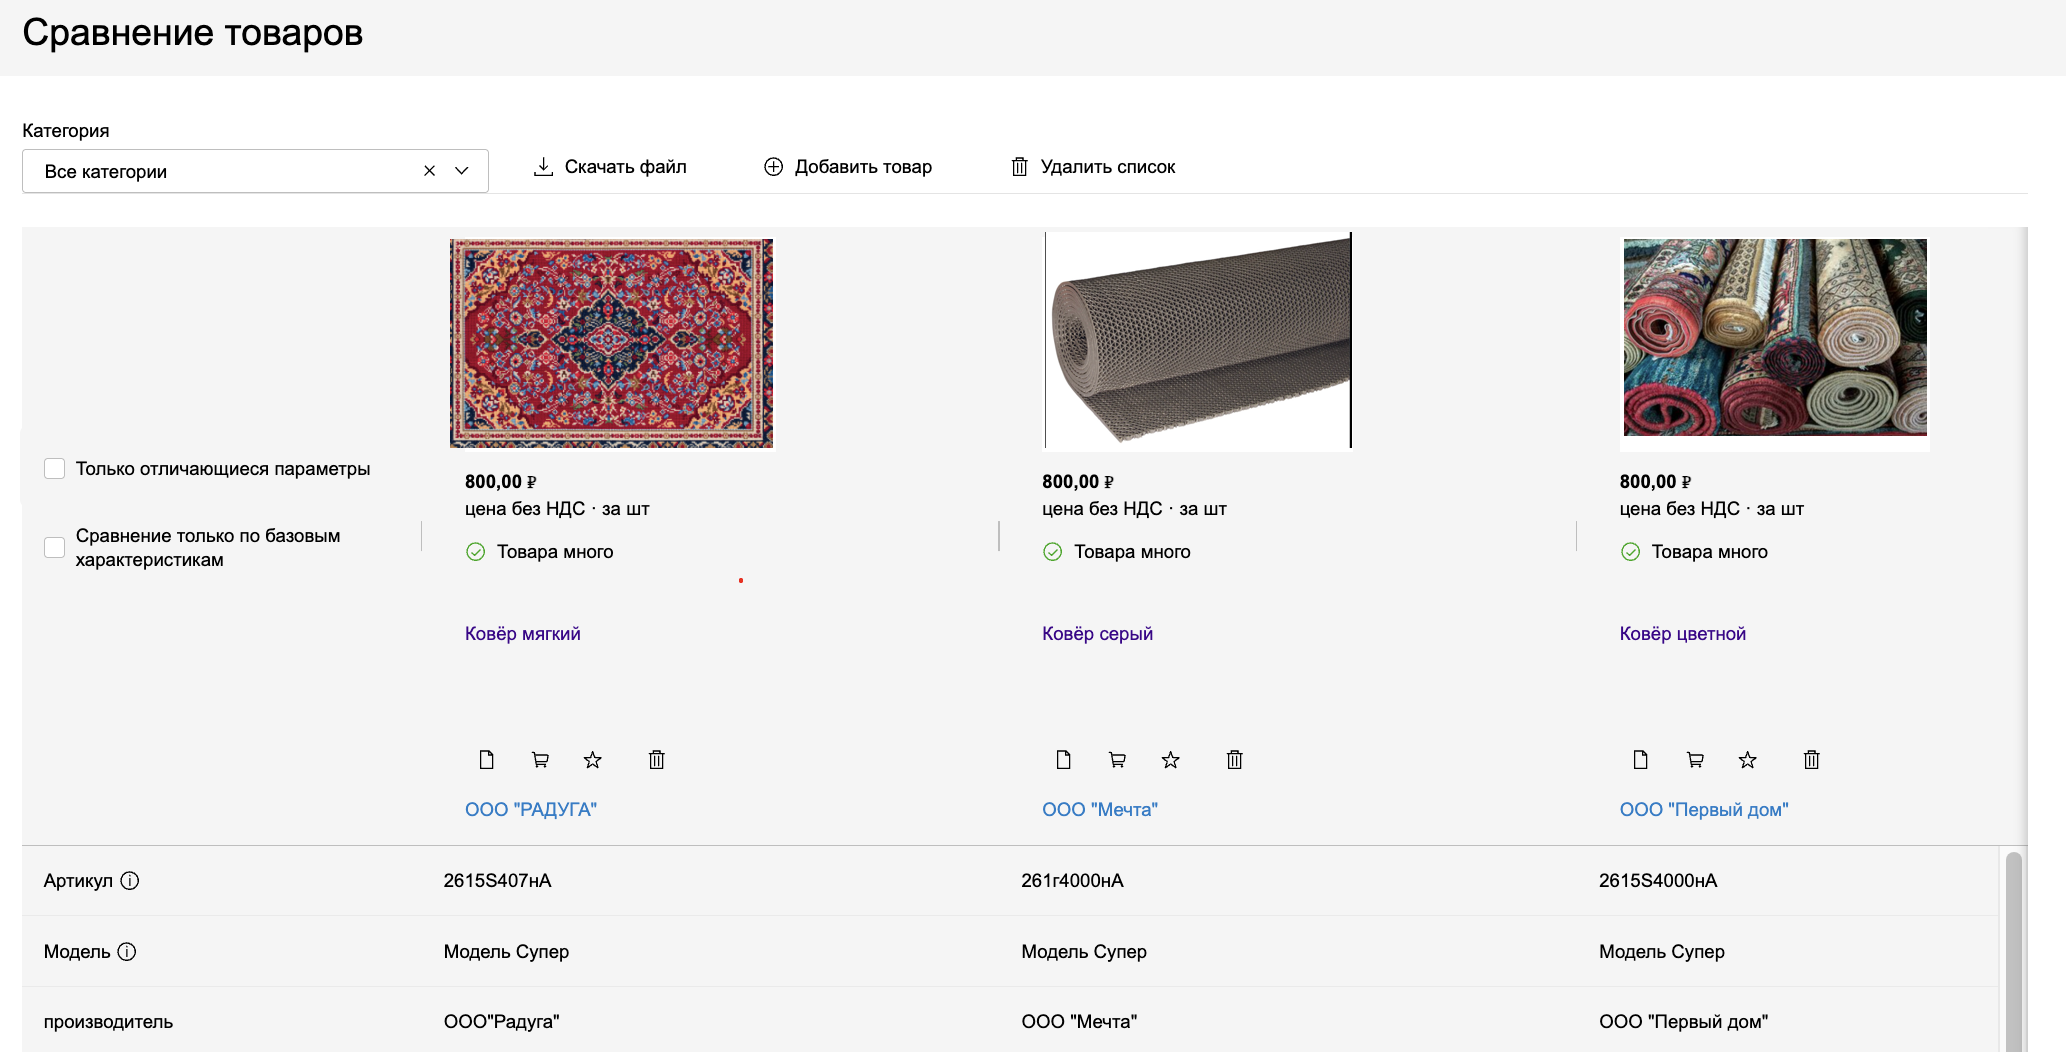 Сравнение товаров
Категория
Все категории
Скачать файл
Добавить товар
Удалить список
Только отличающиеся параметры
Сравнение только по базовым
характеристикам
800,00 ₽
цена без НДС · за шт
Товара много
Ковёр мягкий
ООО "РАДУГА"
800,00 ₽
цена без НДС · за шт
Товара много
Ковёр серый
ООО "Мечта"
800,00 ₽
цена без НДС · за шт
Товара много
Ковёр цветной
ООО "Первый дом"
Артикул 2615S407нА 261г4000нА 2615S4000нА
Модель Модель Супер Модель Супер Модель Супер
производитель ООО"Радуга" ООО "Мечта" ООО "Первый дом"